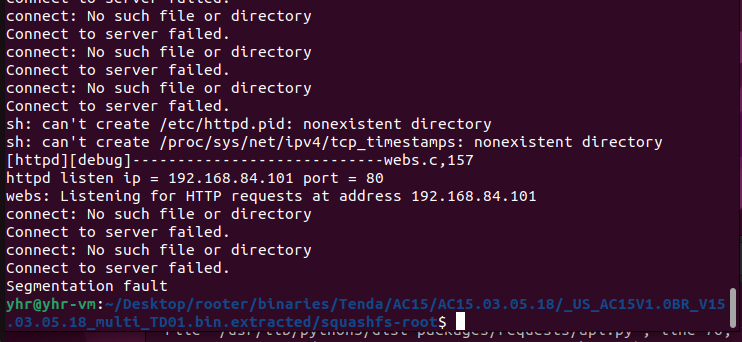 connect: No such file or directory
Connect to server failed.
connect: No such file or directory
Connect to server failed.
connect: No such file or directory
Connect to server failed.
sh: can't create /etc/httpd.pid: nonexistent directory
sh: can't create /proc/sys/net/ipv4/tcp_timestamps: nonexistent directory
[httpd][debug]----------------------------webs.c,157
httpd listen ip = 192.168.84.101 port = 80
webs: Listening for HTTP requests at address 192.168.84.101
connect: No such file or directory
Connect to server failed.
connect: No such file or directory
Connect to server failed.
Segmentation fault
yhr@yhr-vm:~/Desktop/rooter/binaries/Tenda/AC15/AC15.03.05.18/_US_AC15V1.0BR_V15
.03.05.18_multi_TD01.bin.extracted/squashfs-root$